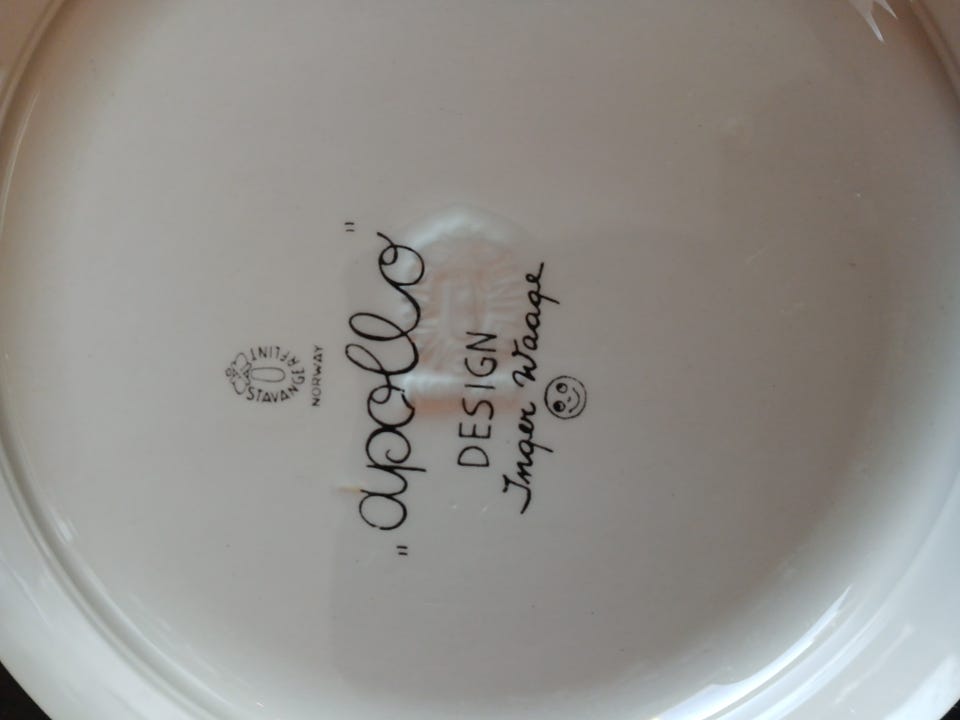 STAVANGERFLINT
NORWAY
"apollo"
DESIGN
Inger Waage